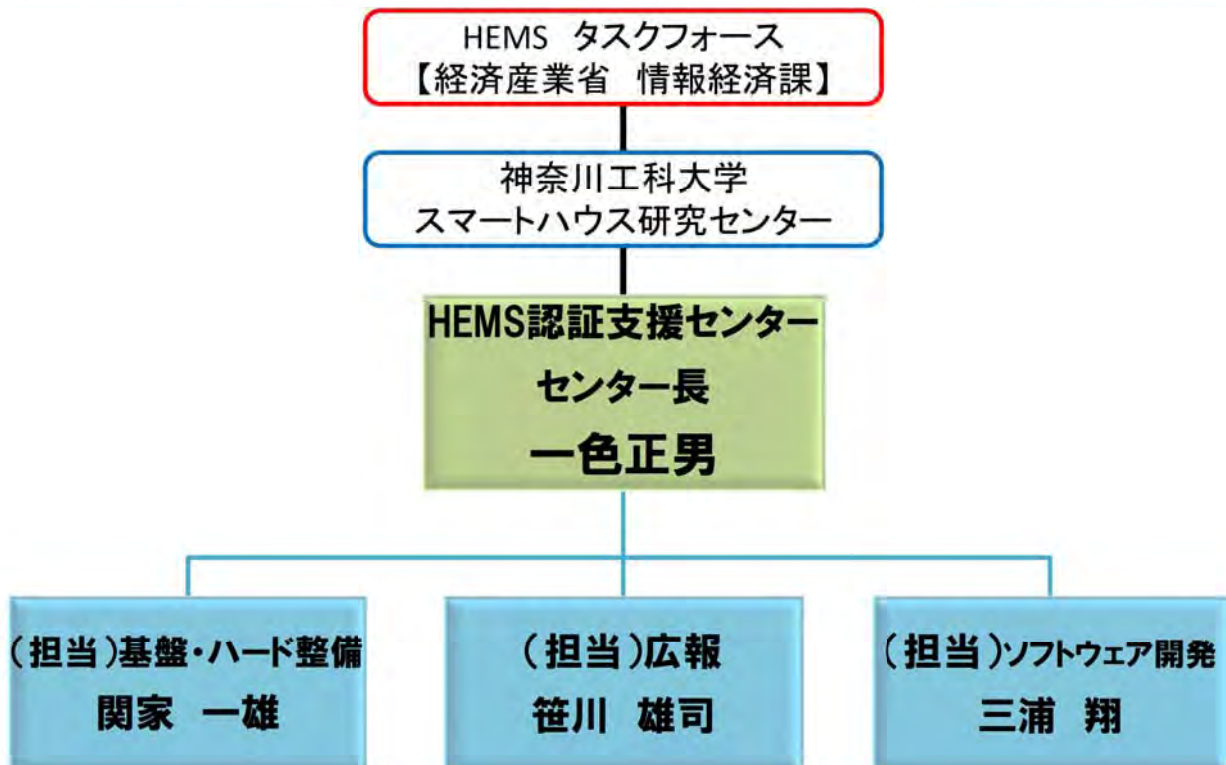 HEMS タスクフォース
【経済産業省 情報経済課】
神奈川工科大学
スマートハウス研究センター
HEMS認証支援センター
センター長
一色正男
(担当)基盤・ハード整備
関家 一雄
(担当)広報
笹川 雄司
(担当)ソフトウェア開発
三浦 翔